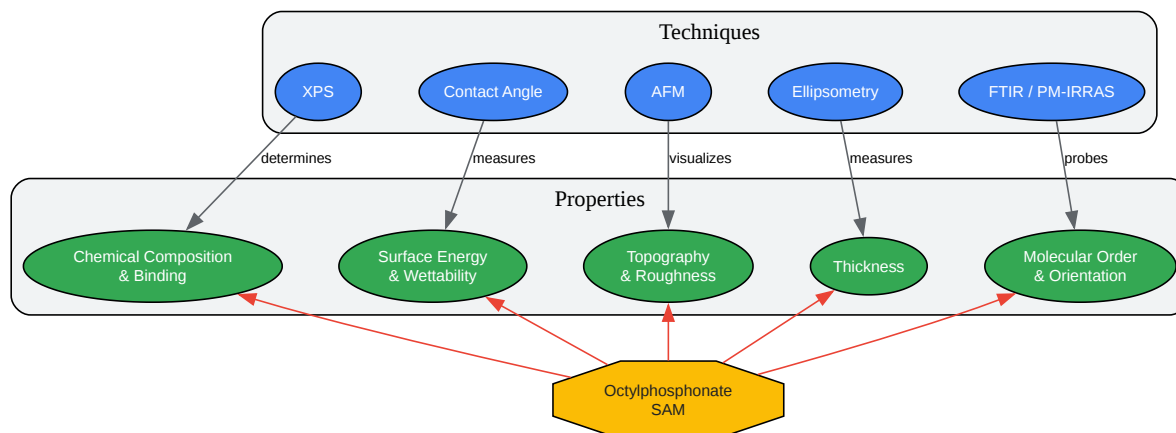 Techniques
XPS
Contact Angle
AFM
Ellipsometry
FTIR / PM-IRRAS
determines
measures
visualizes
measures
probes
Properties
Chemical Composition
& Binding
Surface Energy
& Wettability
Topography
& Roughness
Thickness
Molecular Order
& Orientation
Octylphosphonate
SAM